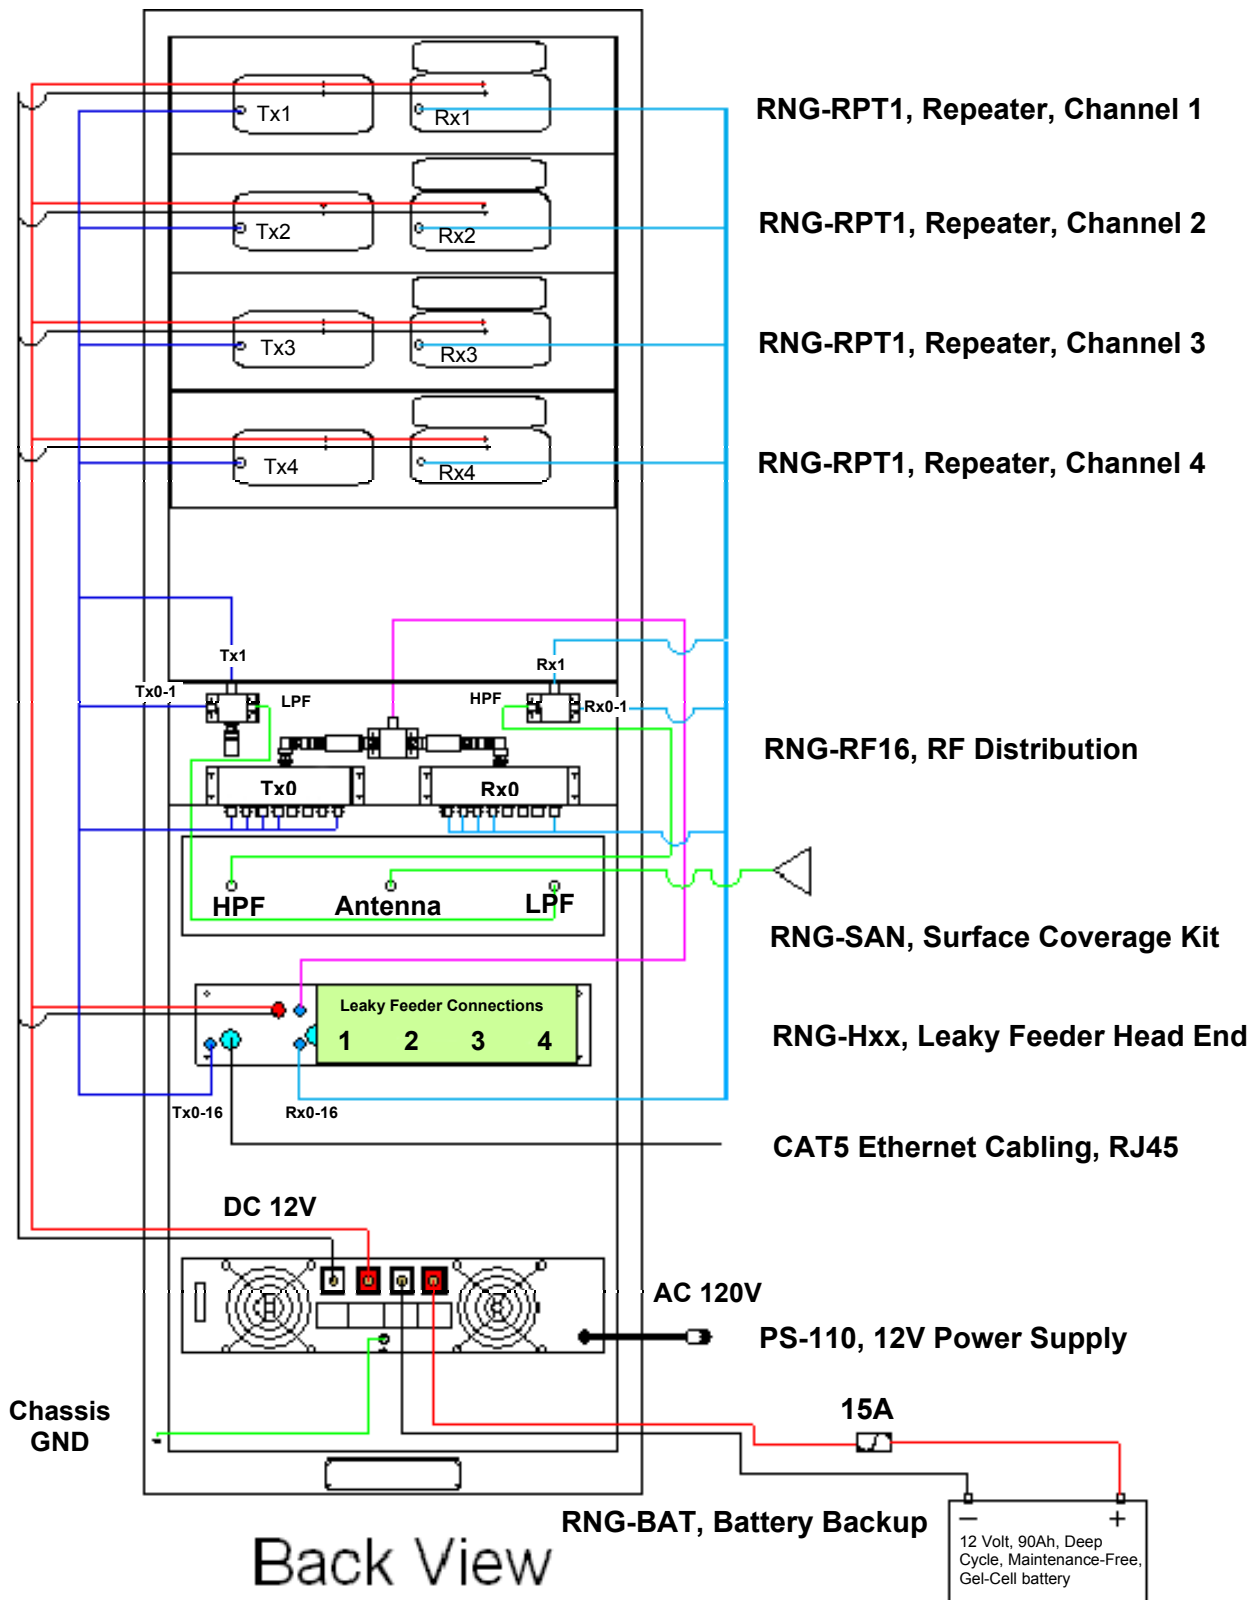 Tx1
Rx1
RNG-RPT1, Repeater, Channel 1
Tx2
Rx2
RNG-RPT1, Repeater, Channel 2
Tx3
Rx3
RNG-RPT1, Repeater, Channel 3
Tx4
Rx4
RNG-RPT1, Repeater, Channel 4
Tx1
Rx1
Tx0-1
LPF
HPF
Rx0-1
RNG-RF16, RF Distribution
Tx0
Rx0
HPF
Antenna
LPF
RNG-SAN, Surface Coverage Kit
Leaky Feeder Connections
1 2 3 4
RNG-Hxx, Leaky Feeder Head End
Tx0-16
Rx0-16
CAT5 Ethernet Cabling, RJ45
DC 12V
AC 120V
PS-110, 12V Power Supply
Chassis
GND
15A
RNG-BAT, Battery Backup
— +
12 Volt, 90Ah, Deep
Cycle, Maintenance-Free,
Gel-Cell battery
Back View